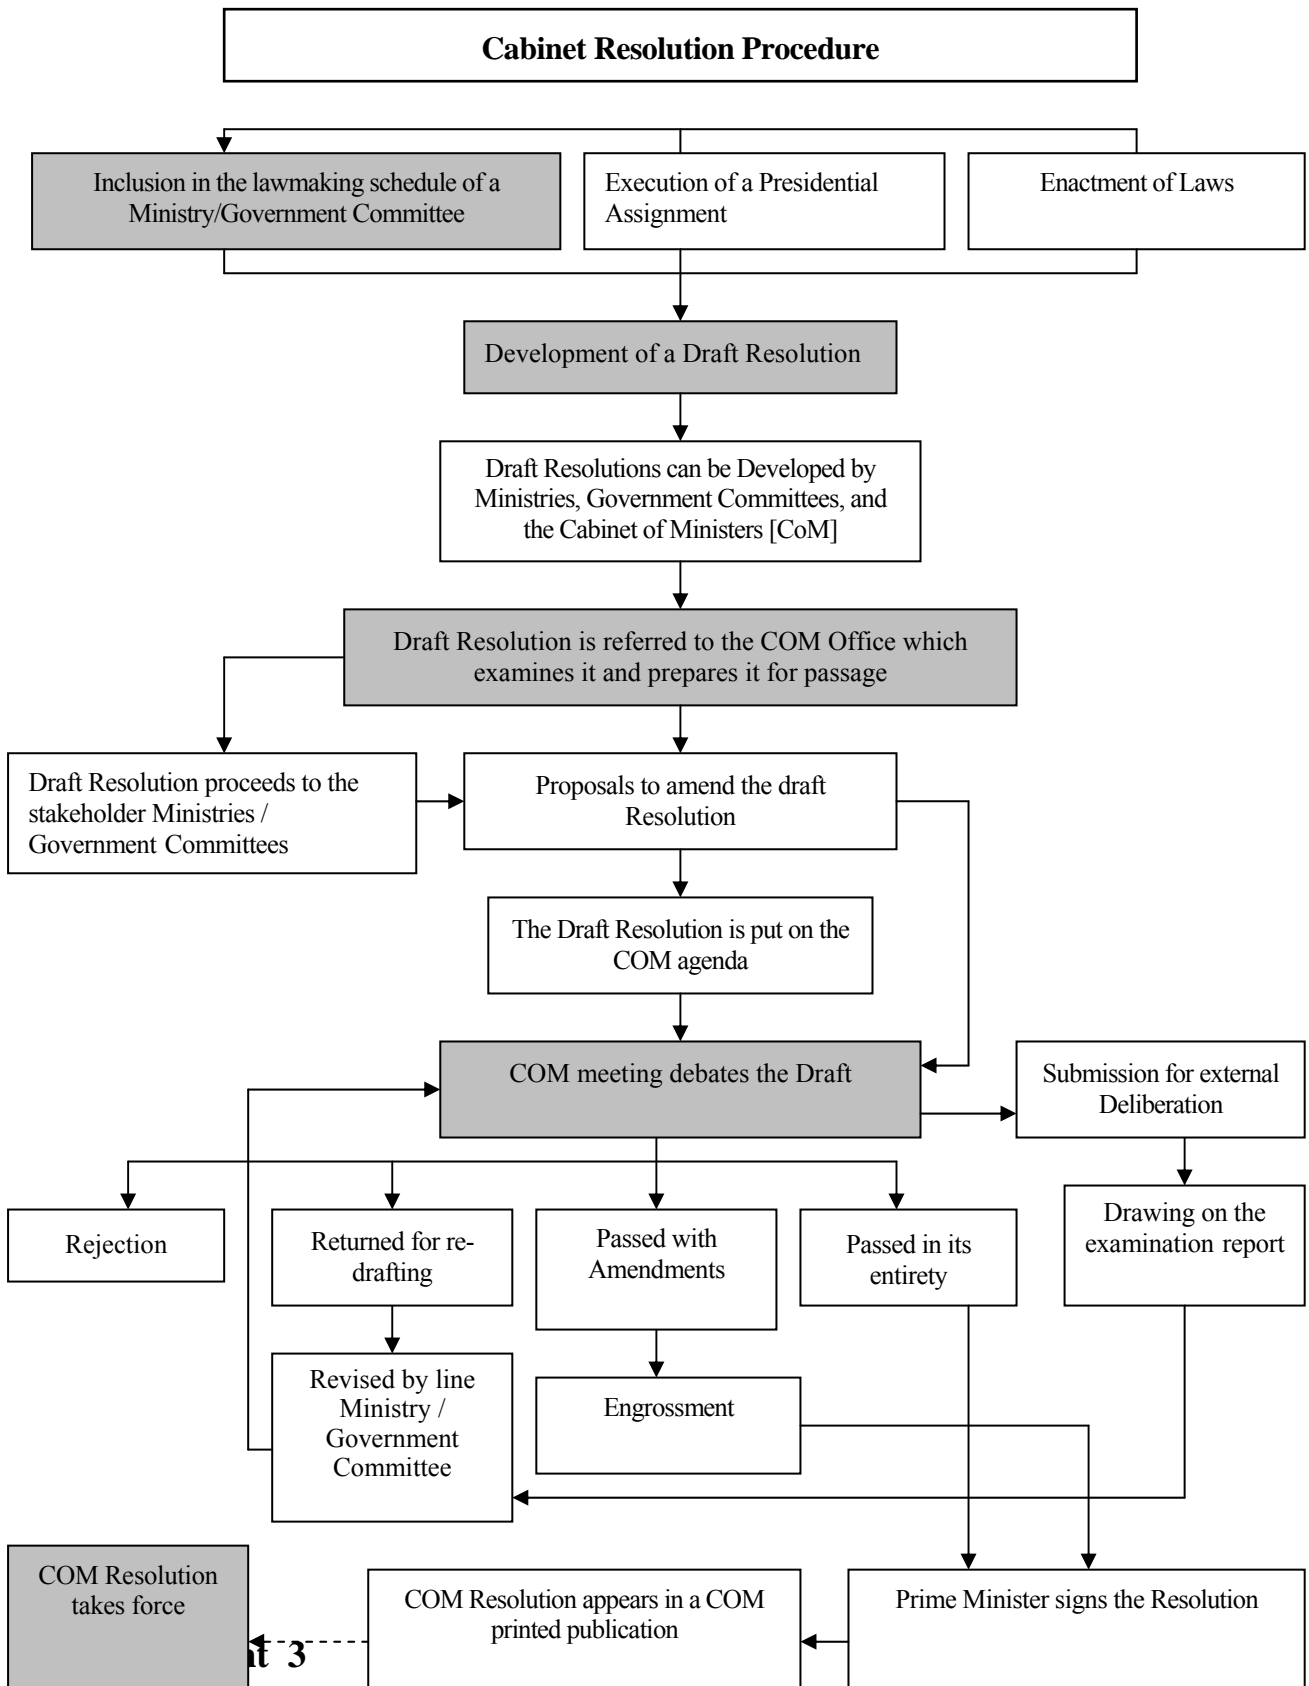 Cabinet Resolution Procedure
Inclusion in the lawmaking schedule of a
Ministry/Government Committee
Execution of a Presidential
Assignment
Enactment of Laws
Development of a Draft Resolution
Draft Resolutions can be Developed by
Ministries, Government Committees, and
the Cabinet of Ministers [CoM]
Draft Resolution is referred to the COM Office which
examines it and prepares it for passage
Draft Resolution proceeds to the
stakeholder Ministries /
Government Committees
Proposals to amend the draft
Resolution
The Draft Resolution is put on the
COM agenda
COM meeting debates the Draft
Submission for external
Deliberation
Rejection
Returned for re-
drafting
Passed with
Amendments
Passed in its
entirety
Drawing on the
examination report
Revised by line
Ministry /
Government
Committee
Engrossment
COM Resolution
takes force
COM Resolution appears in a COM
printed publication
Prime Minister signs the Resolution
3